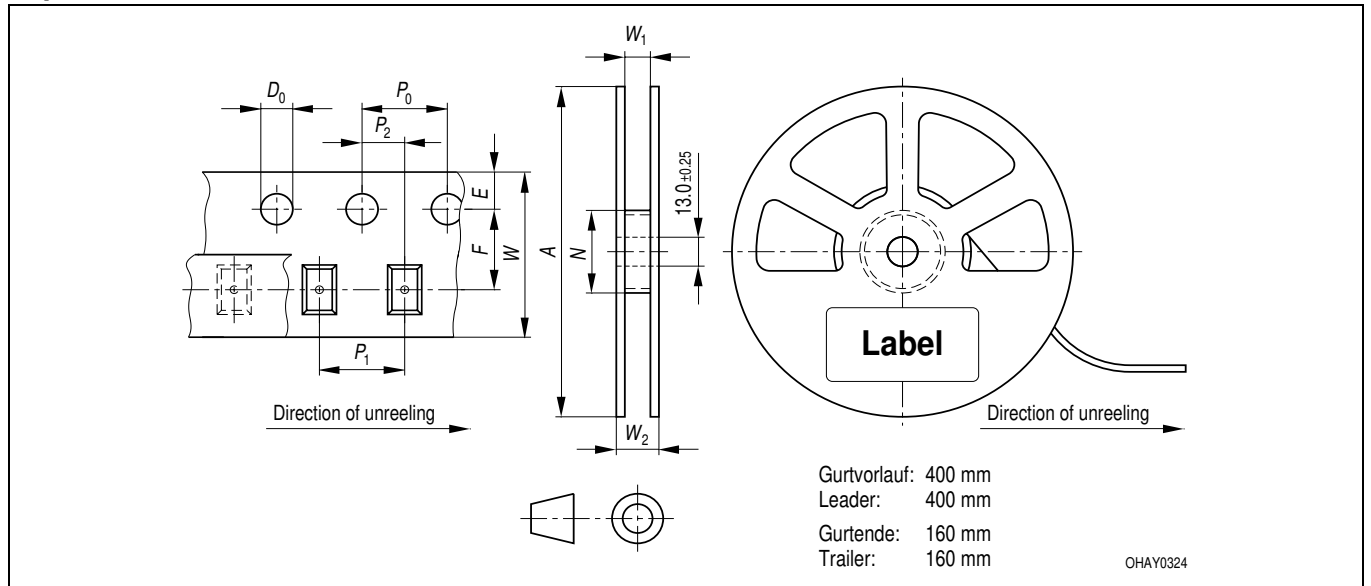 W1
D0
P0
P2
E
F
W
P1
Direction of unreeling
A
N
13.0 ±0.25
W2
Label
Direction of unreeling
Gurtvorlauf: 400 mm
Leader: 400 mm
Gurtende: 160 mm
Trailer: 160 mm
OHAY0324